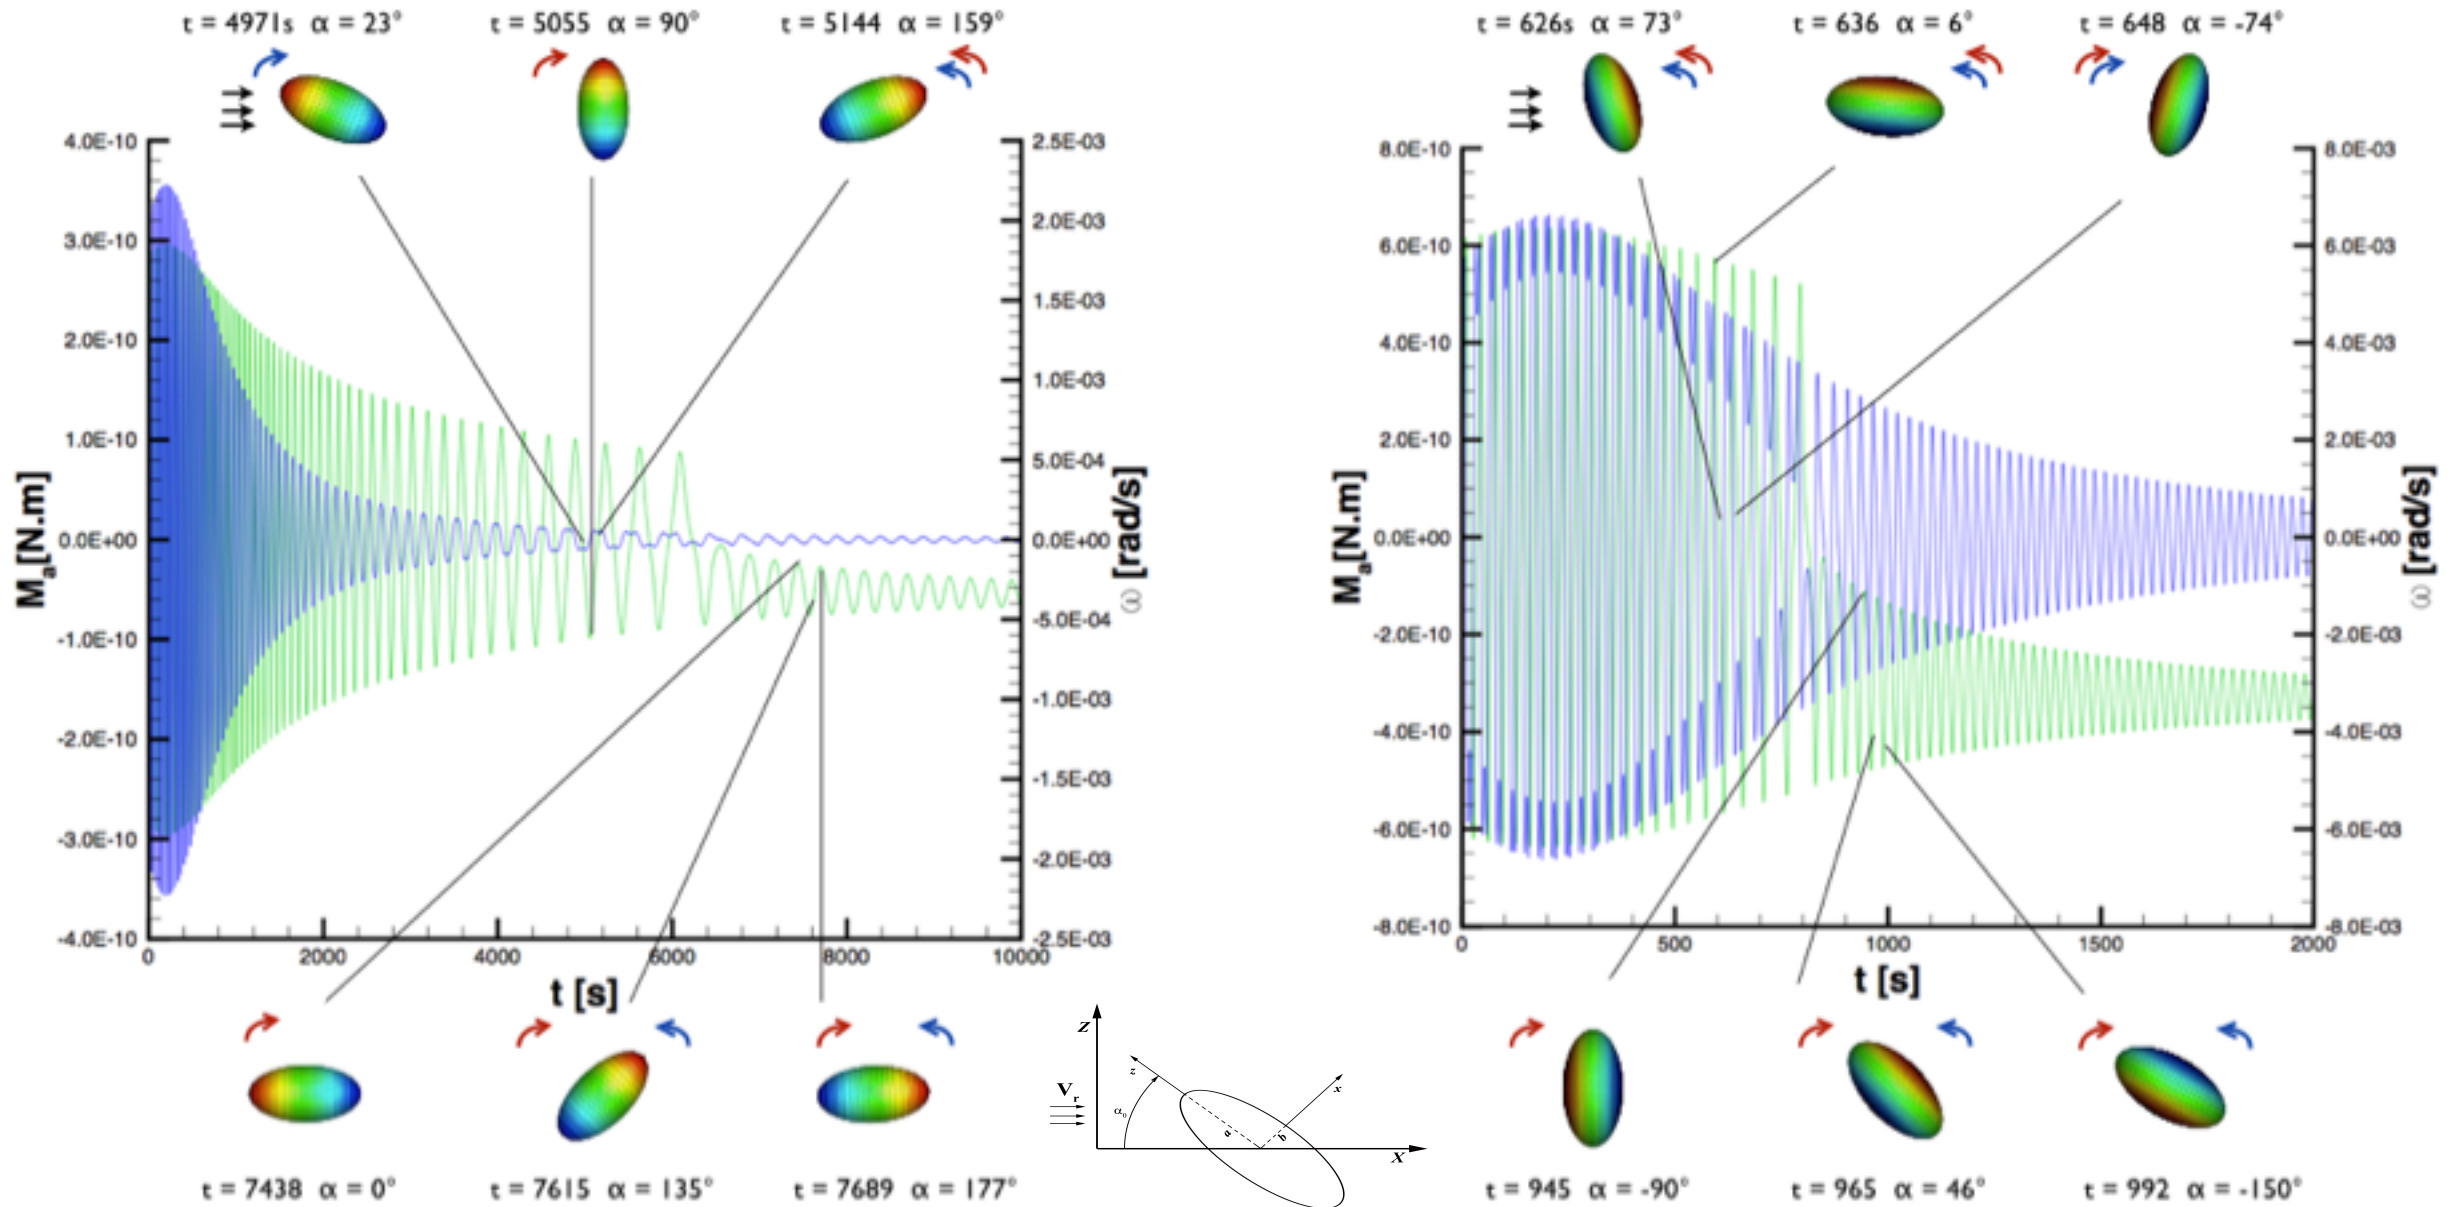 t = 4971s α = 23°
t = 5055 α = 90°
t = 5144 α = 159°
4.0E-10
3.0E-10
2.0E-10
1.0E-10
0.0E+00
-1.0E-10
-2.0E-10
-3.0E-10
-4.0E-10
Ma[N.m]
2.5E-03
2.0E-03
1.5E-03
1.0E-03
5.0E-04
0.0E+00
-5.0E-04
-1.0E-03
-1.5E-03
-2.0E-03
-2.5E-03
ω [rad/s]
0 2000 4000 6000 8000 10000
t [s]
t = 7438 α = 0°
t = 7615 α = 135°
t = 7689 α = 177°
Z
z
x
Vr
α0
a
b
X
t = 626s α = 73°
t = 636 α = 6°
t = 648 α = -74°
8.0E-10
6.0E-10
4.0E-10
2.0E-10
0.0E+00
-2.0E-10
-4.0E-10
-6.0E-10
-8.0E-10
Ma[N.m]
8.0E-03
6.0E-03
4.0E-03
2.0E-03
0.0E+00
-2.0E-03
-4.0E-03
-6.0E-03
-8.0E-03
ω [rad/s]
0 500 1000 1500 2000
t [s]
t = 945 α = -90°
t = 965 α = 46°
t = 992 α = -150°